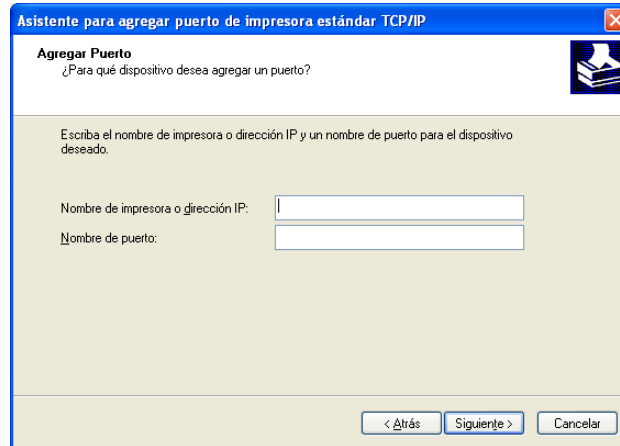 Asistente para agregar puerto de impresora estándar TCP/IP
Agregar Puerto
¿Para qué dispositivo desea agregar un puerto?
Escriba el nombre de impresora o dirección IP y un nombre de puerto para el dispositivo
deseado.
Nombre de impresora o dirección IP:
Nombre de puerto:
< Atrás
Siguiente >
Cancelar